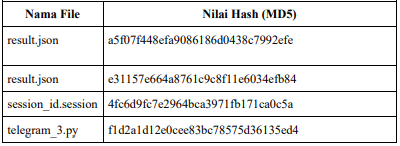 Nama File Nilai Hash (MD5)
result.json a5f07f448efa9086186d0438c7992efe
result.json e31157e664a8761c9c8f11e6034efb84
session_id.session 4fc6d9fc7e2964bca3971fb171ca0c5a
telegram_3.py f1d2a1d12e0cee83bc78575d36135ed4